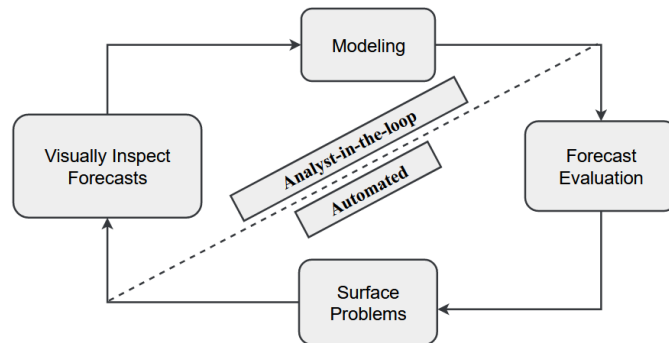 Modeling
Analyst-in-the-loop
Visually Inspect
Forecasts
Forecast
Evaluation
Automated
Surface
Problems